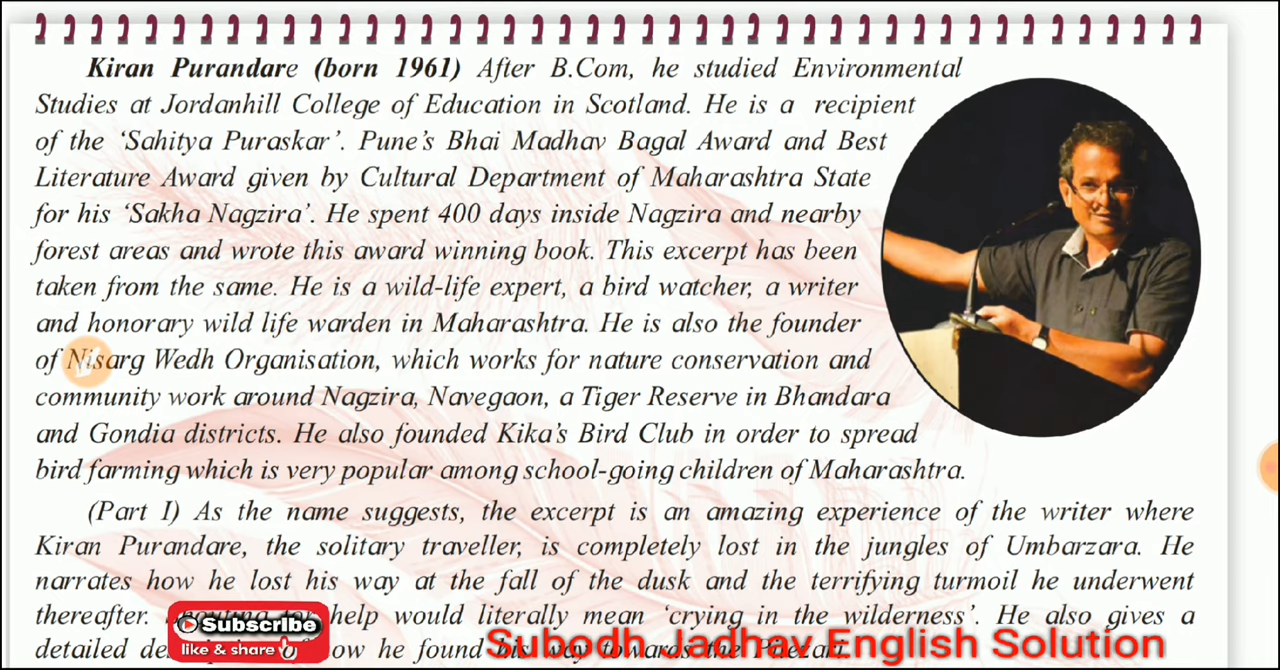 Kiran Purandare (born 1961) After B.Com, he studied Environmental
Studies at Jordanhill College of Education in Scotland. He is a recipient
of the ‘Sahitya Puraskar’. Pune’s Bhai Madhav Bagal Award and Best
Literature Award given by Cultural Department of Maharashtra State
for his ‘Sakha Nagzira’. He spent 400 days inside Nagzira and nearby
forest areas and wrote this award winning book. This excerpt has been
taken from the same. He is a wild-life expert, a bird watcher, a writer
and honorary wild life warden in Maharashtra. He is also the founder
of Nisarg Wedh Organisation, which works for nature conservation and
community work around Nagzira, Navegaon, a Tiger Reserve in Bhandara
and Gondia districts. He also founded Kika’s Bird Club in order to spread
bird farming which is very popular among school-going children of Maharashtra.
(Part I) As the name suggests, the excerpt is an amazing experience of the writer where
Kiran Purandare, the solitary traveller, is completely lost in the jungles of Umbarzara. He
narrates how he lost his way at the fall of the dusk and the terrifying turmoil he underwent
thereafter. help would literally mean ‘crying in the wilderness’. He also gives a
detailed how he found his way towards the
Subscribe
like & share
Subodh Jadhav English Solution